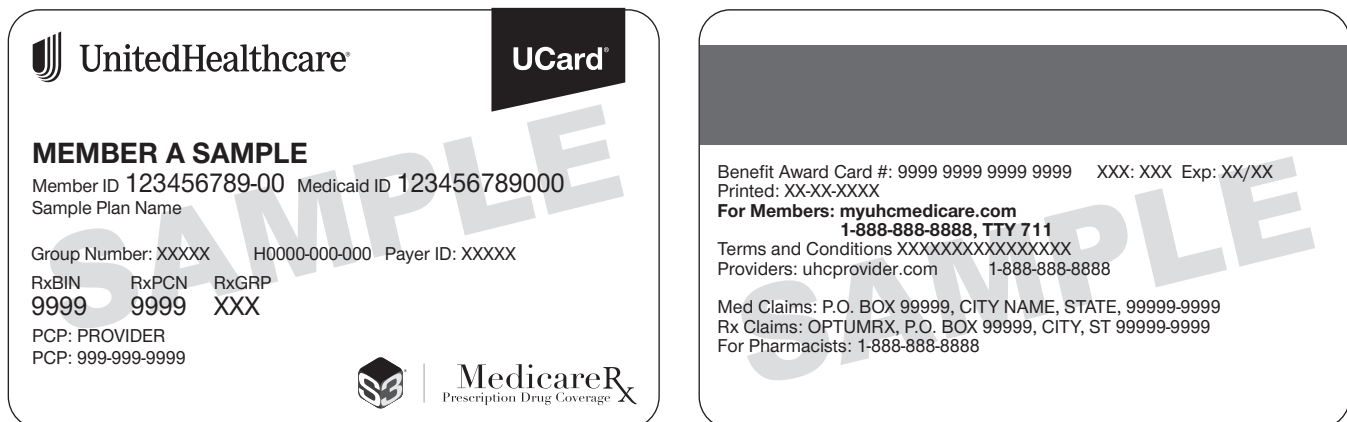 UnitedHealthcare®
UCard®
MEMBER A SAMPLE
Member ID 123456789-00 Medicaid ID 123456789000
Sample Plan Name
Group Number: XXXXX H0000-000-000 Payer ID: XXXXX
RxBIN RxPCN RxGRP
9999 9999 XXX
PCP: PROVIDER
PCP: 999-999-9999
S3
MedicareRx
Prescription Drug Coverage
SAMPLE
Benefit Award Card #: 9999 9999 9999 9999 XXX: XXX Exp: XX/XX
Printed: XX-XX-XXXX
For Members: myuhcmedicare.com
1-888-888-8888, TTY 711
Terms and Conditions XXXXXXXXXXXXXXXX
Providers: uhcprovider.com 1-888-888-8888
Med Claims: P.O. BOX 99999, CITY NAME, STATE, 99999-9999
Rx Claims: OPTUMRX, P.O. BOX 99999, CITY, ST 99999-9999
For Pharmacists: 1-888-888-8888
SAMPLE